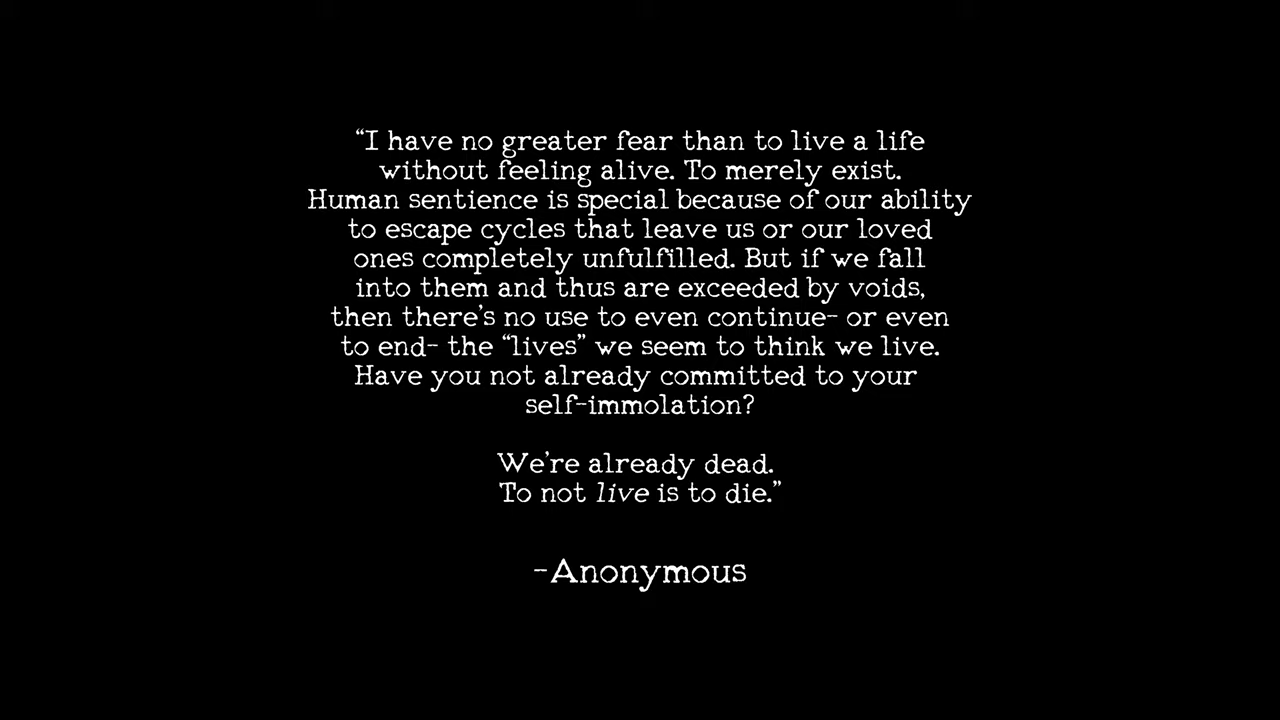 “I have no greater fear than to live a life
without feeling alive. To merely exist.
Human sentience is special because of our ability
to escape cycles that leave us or our loved
ones completely unfulfilled. But if we fall
into them and thus are exceeded by voids,
then there’s no use to even continue- or even
to end- the “lives” we seem to think we live.
Have you not already committed to your
self-immolation?
We’re already dead.
To not live is to die.”
-Anonymous